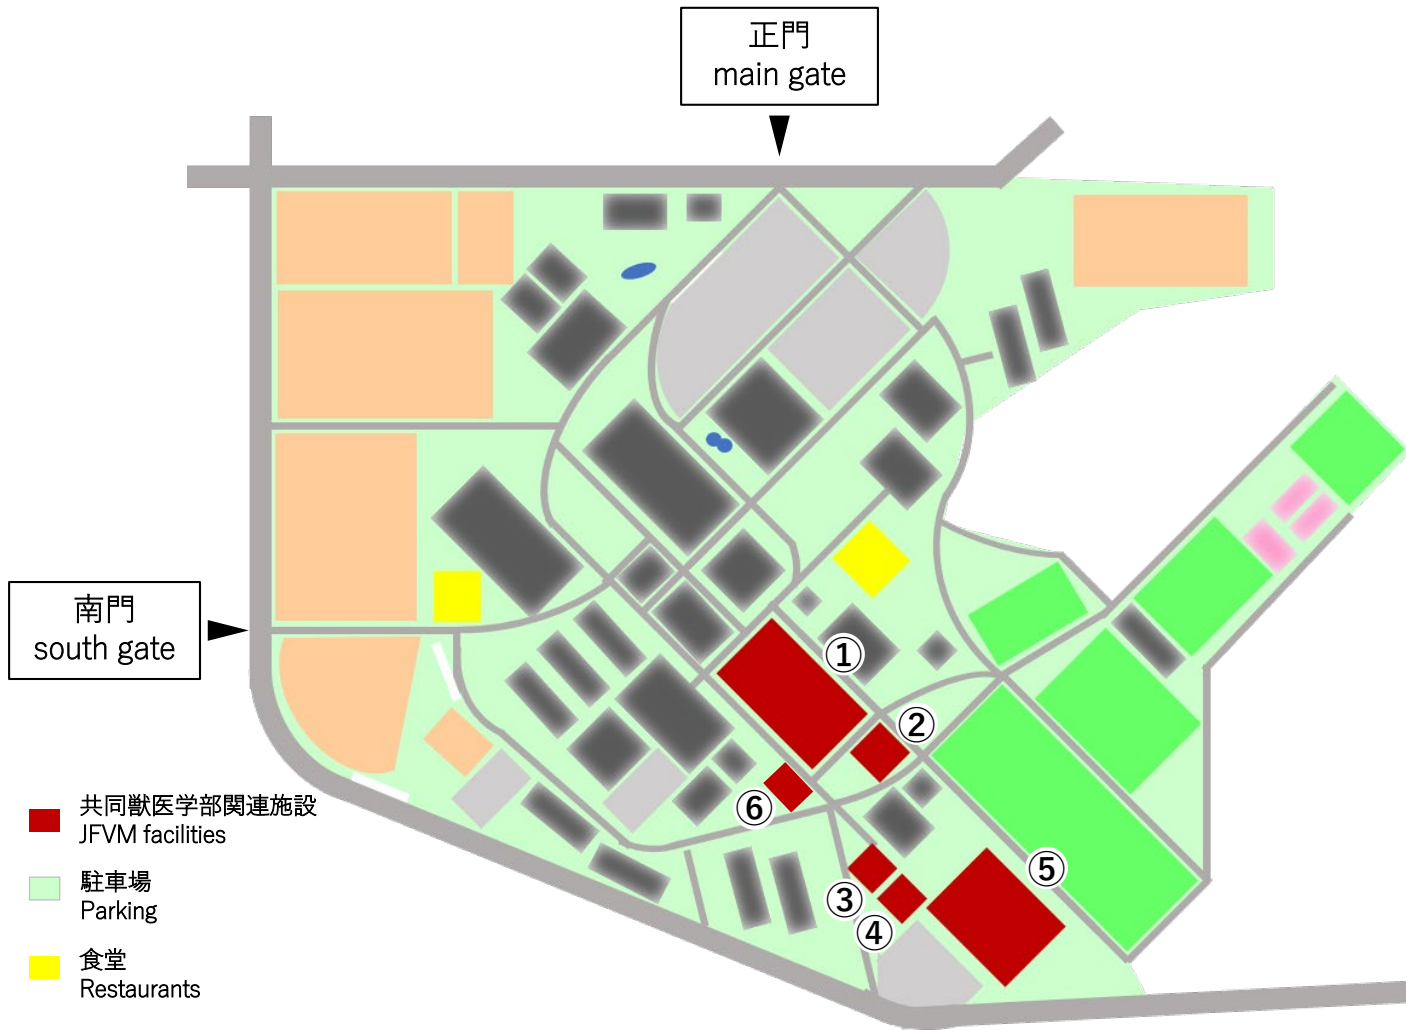 正門
main gate
南門
south gate
①
②
⑥
⑤
③
④
共同獣医学部関連施設
JFVM facilities
駐車場
Parking
食堂
Restaurants